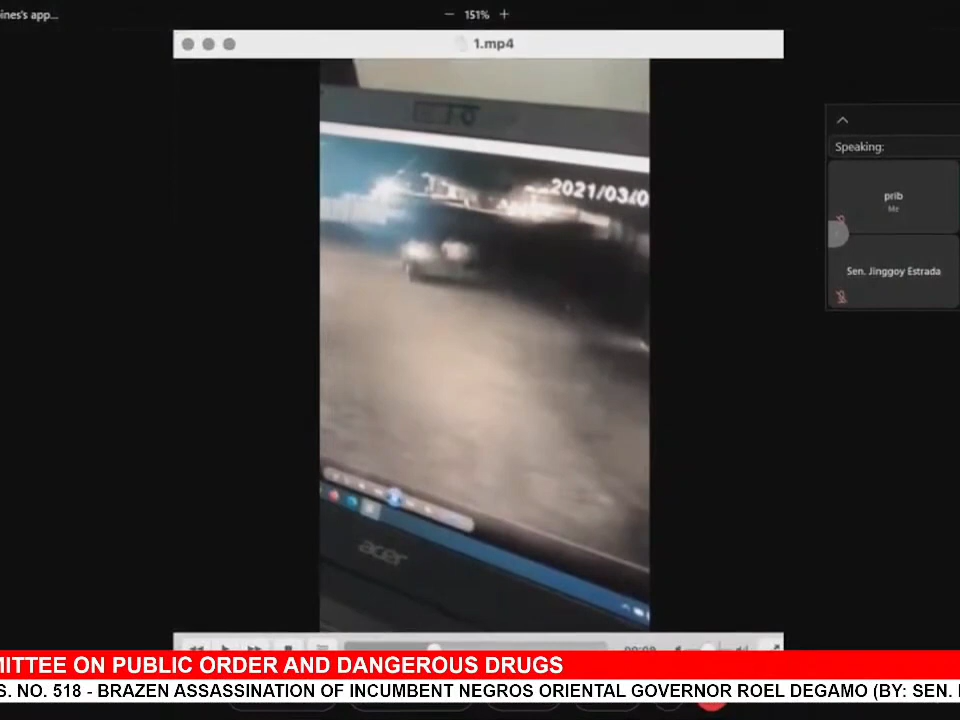 ines's app...
151%
1.mp4
2021/03/0
Speaking:
prib
Me
Sen. Jinggoy Estrada
acer
MITTEE ON PUBLIC ORDER AND DANGEROUS DRUGS
S. NO. 518 - BRAZEN ASSASSINATION OF INCUMBENT NEGROS ORIENTAL GOVERNOR ROEL DEGAMO (BY: SEN.